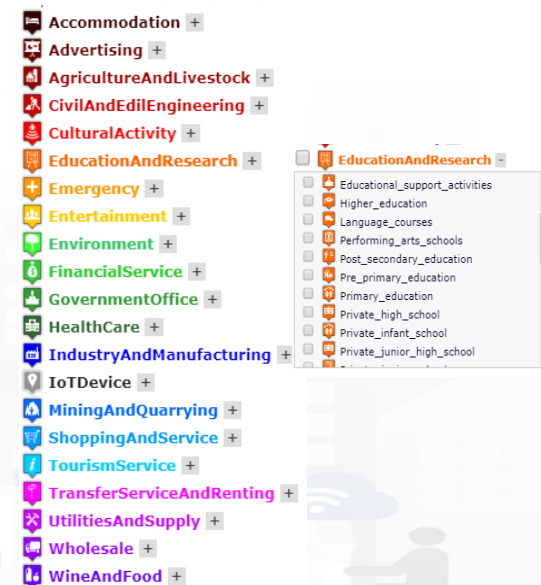 Accommodation +
Advertising +
AgricultureAndLivestock +
CivilAndEdilEngineering +
CulturalActivity +
EducationAndResearch +
Emergency +
Entertainment +
Environment +
FinancialService +
GovernmentOffice +
HealthCare +
IndustryAndManufacturing +
IoTDevice +
MiningAndQuarrying +
ShoppingAndService +
TourismService +
TransferServiceAndRenting +
UtilitiesAndSupply +
Wholesale +
WineAndFood +
EducationAndResearch -
Educational_support_activities
Higher_education
Language_courses
Performing_arts_schools
Post_secondary_education
Pre_primary_education
Primary_education
Private_high_school
Private_infant_school
Private_junior_high_school